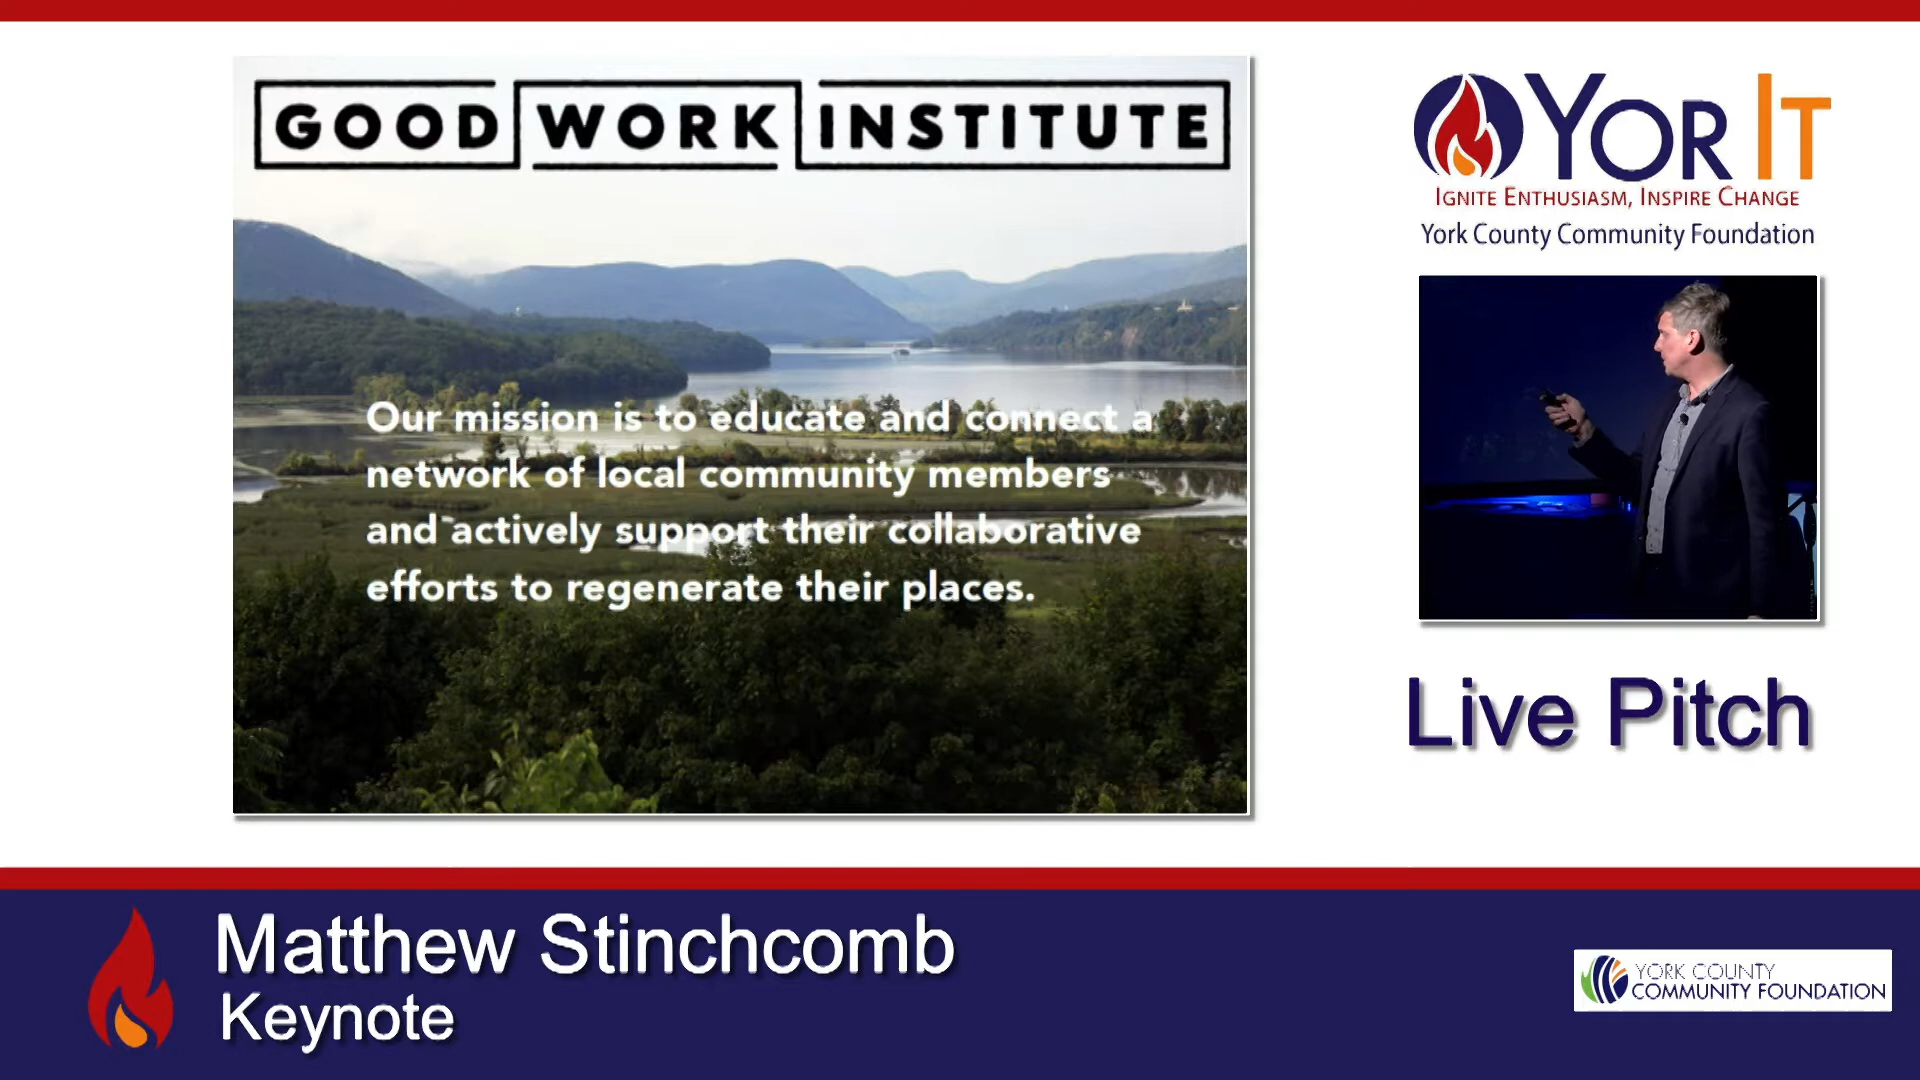 GOOD WORK INSTITUTE
Our mission is to educate and connect a
network of local community members
and actively support their collaborative
efforts to regenerate their places.
YOR IT
IGNITE ENTHUSIASM, INSPIRE CHANGE
York County Community Foundation
Live Pitch
Matthew Stinchcomb
Keynote
YORK COUNTY
COMMUNITY FOUNDATION